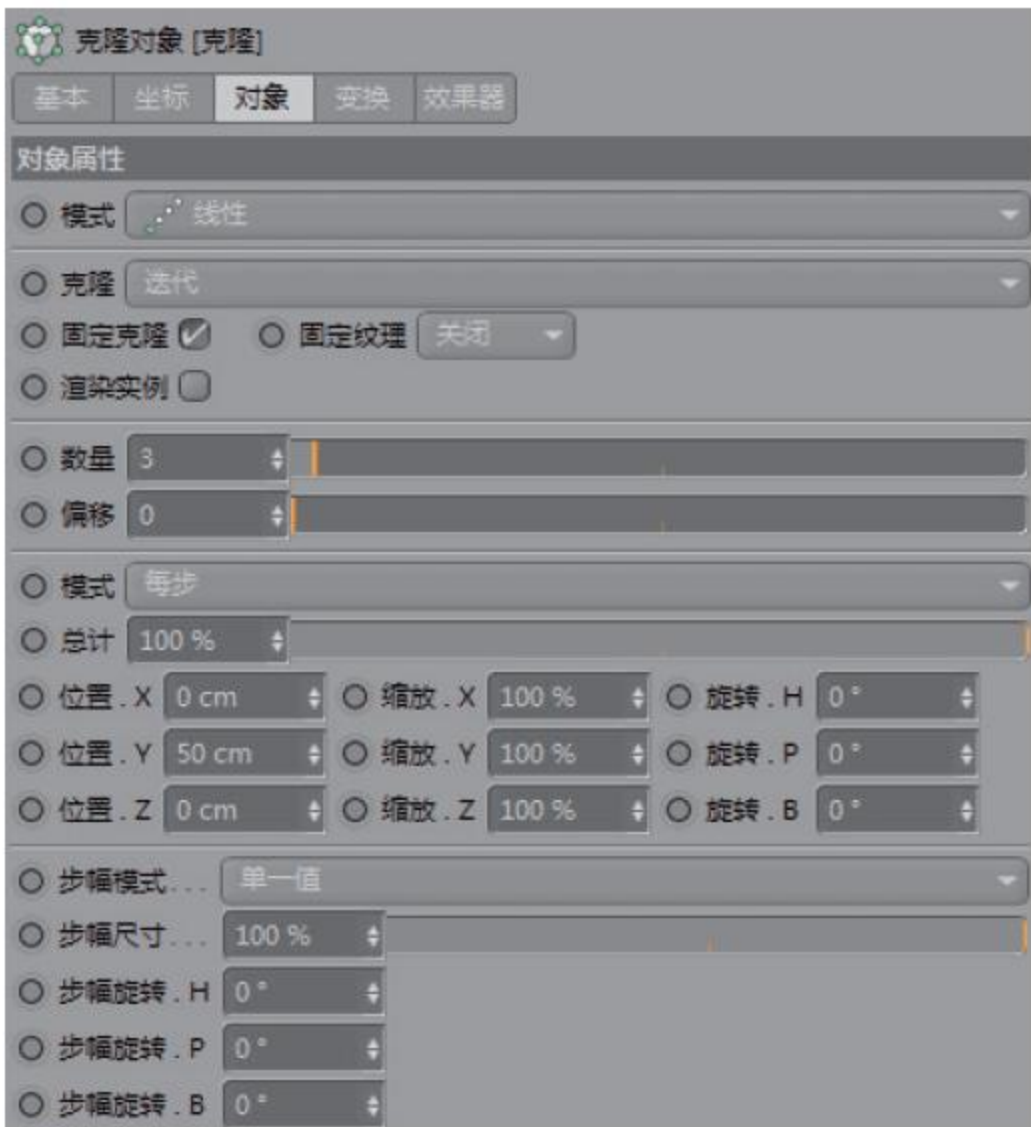 克隆对象 [克隆]
基本 坐标 对象 变换 效果器
对象属性
模式 线性
克隆 迭代
固定克隆 固定纹理 关闭
渲染实例
数量 3
偏移 0
模式 每步
总计 100 %
位置 . X 0 cm 缩放 . X 100 % 旋转 . H 0 °
位置 . Y 50 cm 缩放 . Y 100 % 旋转 . P 0 °
位置 . Z 0 cm 缩放 . Z 100 % 旋转 . B 0 °
步幅模式 . . . 单一值
步幅尺寸 . . . 100 %
步幅旋转 . H 0 °
步幅旋转 . P 0 °
步幅旋转 . B 0 °